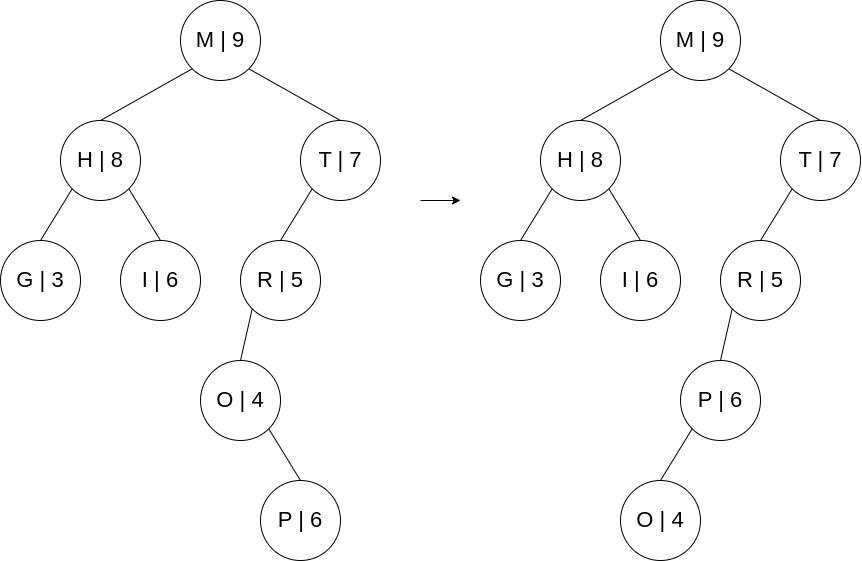 M | 9
H | 8
T | 7
G | 3
I | 6
R | 5
O | 4
P | 6
M | 9
H | 8
T | 7
G | 3
I | 6
R | 5
P | 6
O | 4